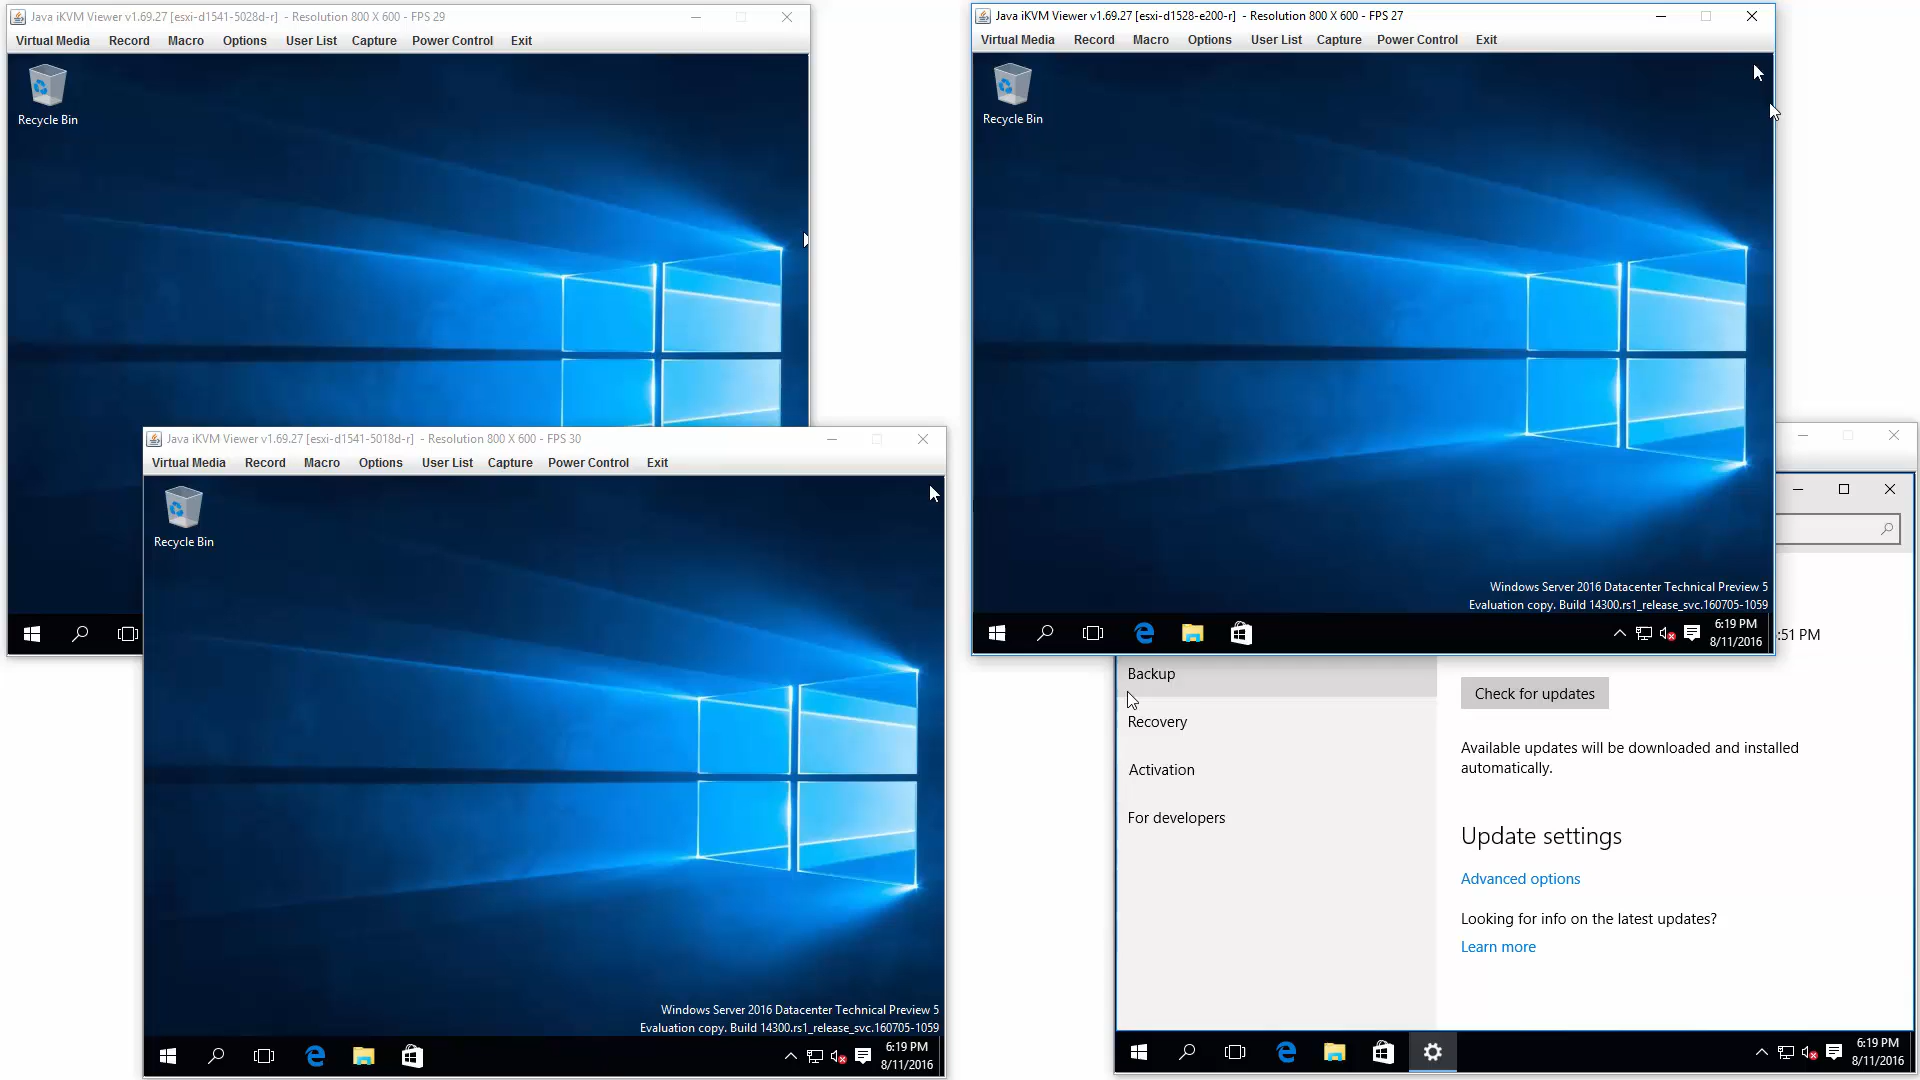 Java iKVM Viewer v1.69.27 [esxi-d1541-5028d-r] - Resolution 800 X 600 - FPS 29
Virtual Media Record Macro Options User List Capture Power Control Exit
Recycle Bin
Java iKVM Viewer v1.69.27 [esxi-d1528-e200-r] - Resolution 800 X 600 - FPS 27
Virtual Media Record Macro Options User List Capture Power Control Exit
Recycle Bin
Windows Server 2016 Datacenter Technical Preview 5
Evaluation copy. Build 14300.rs1_release_svc.160705-1059
6:19 PM
8/11/2016
Java iKVM Viewer v1.69.27 [esxi-d1541-5018d-r] - Resolution 800 X 600 - FPS 30
Virtual Media Record Macro Options User List Capture Power Control Exit
Recycle Bin
Windows Server 2016 Datacenter Technical Preview 5
Evaluation copy. Build 14300.rs1_release_svc.160705-1059
6:19 PM
8/11/2016
:51 PM
Backup
Recovery
Activation
For developers
Check for updates
Available updates will be downloaded and installed
automatically.
Update settings
Advanced options
Looking for info on the latest updates?
Learn more
6:19 PM
8/11/2016